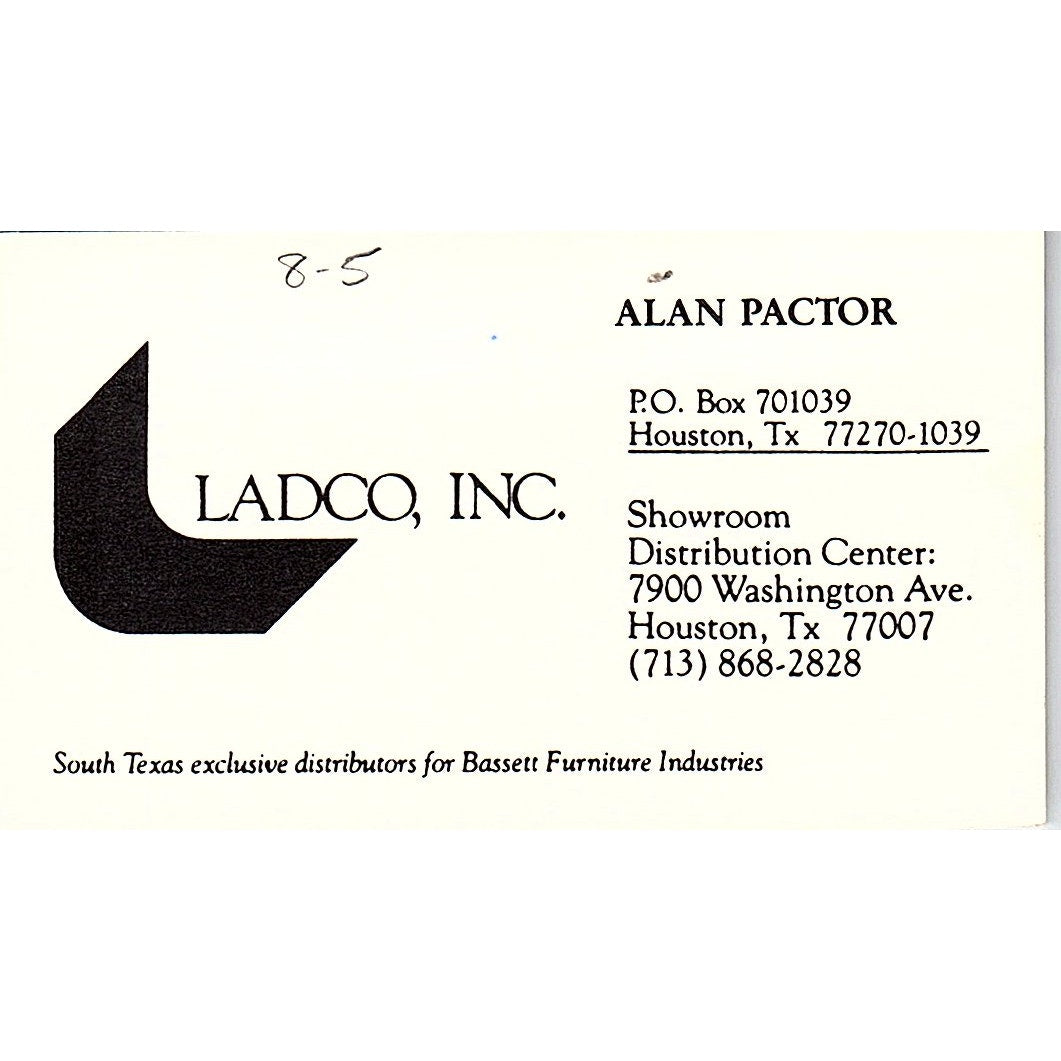 8-5
ALAN PACTOR
P.O. Box 701039
Houston, Tx 77270-1039
LADCO, INC.
Showroom
Distribution Center:
7900 Washington Ave.
Houston, Tx 77007
(713) 868-2828
South Texas exclusive distributors for Bassett Furniture Industries